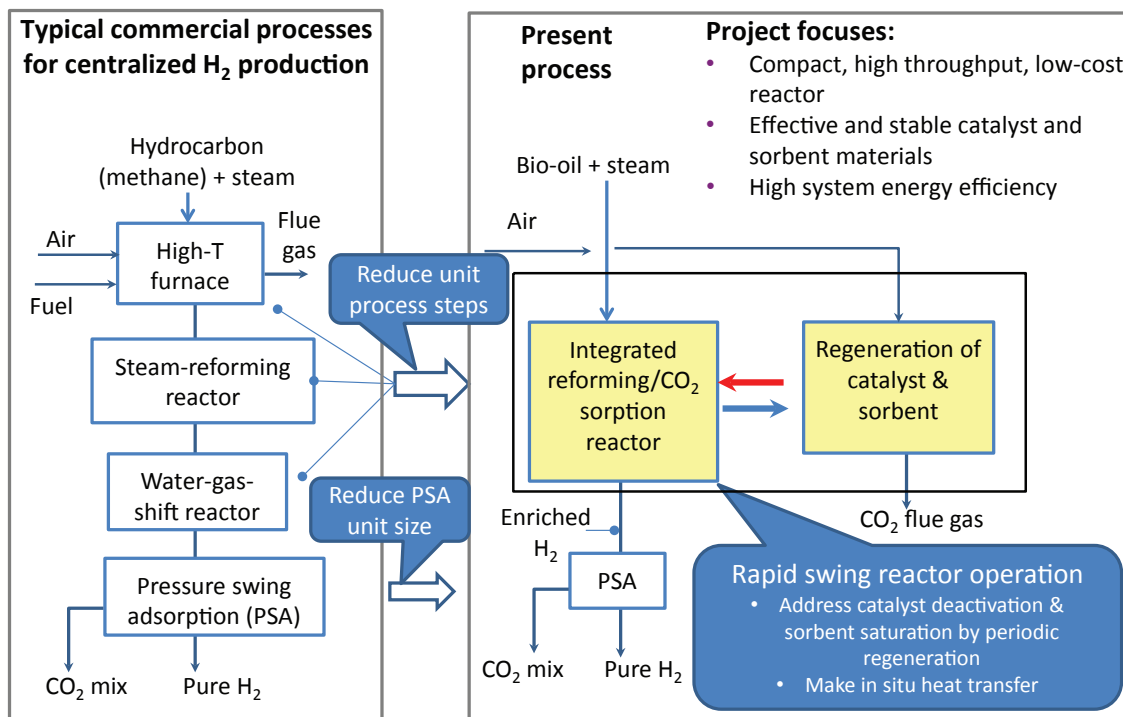 Typical commercial processes
for centralized H₂ production
Hydrocarbon
(methane) + steam
Air
Fuel
High-T
furnace
Flue
gas
Steam-reforming
reactor
Water-gas-
shift reactor
Pressure swing
adsorption (PSA)
CO₂ mix
Pure H₂
Reduce unit
process steps
Reduce PSA
unit size
Present
process
Project focuses:
• Compact, high throughput, low-cost
reactor
• Effective and stable catalyst and
sorbent materials
• High system energy efficiency
Bio-oil + steam
Air
Integrated
reforming/CO₂
sorption
reactor
Regeneration of
catalyst &
sorbent
Enriched
H₂
CO₂ flue gas
PSA
CO₂ mix
Pure H₂
Rapid swing reactor operation
• Address catalyst deactivation &
sorbent saturation by periodic
regeneration
• Make in situ heat transfer